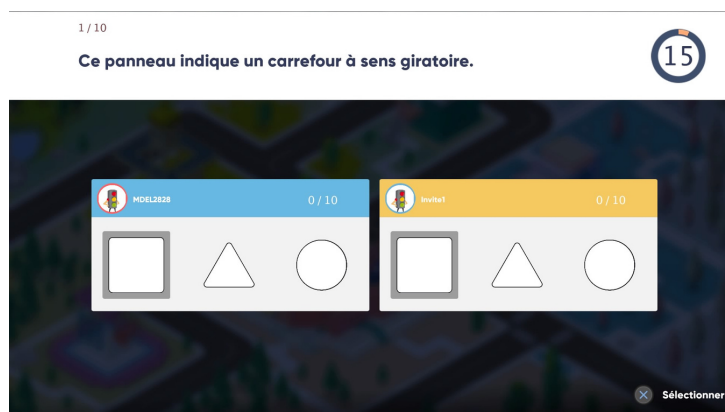 1 / 10
Ce panneau indique un carrefour à sens giratoire.
15
MDEL2828
0 / 10
Invite1
0 / 10
Sélectionner